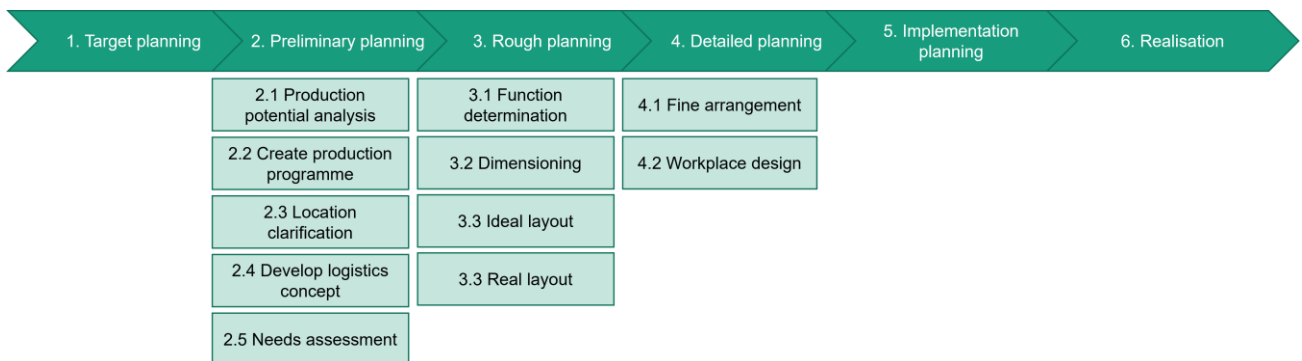 1. Target planning
2. Preliminary planning
3. Rough planning
4. Detailed planning
5. Implementation
planning
6. Realisation
2.1 Production
potential analysis
2.2 Create production
programme
2.3 Location
clarification
2.4 Develop logistics
concept
2.5 Needs assessment
3.1 Function
determination
3.2 Dimensioning
3.3 Ideal layout
3.3 Real layout
4.1 Fine arrangement
4.2 Workplace design